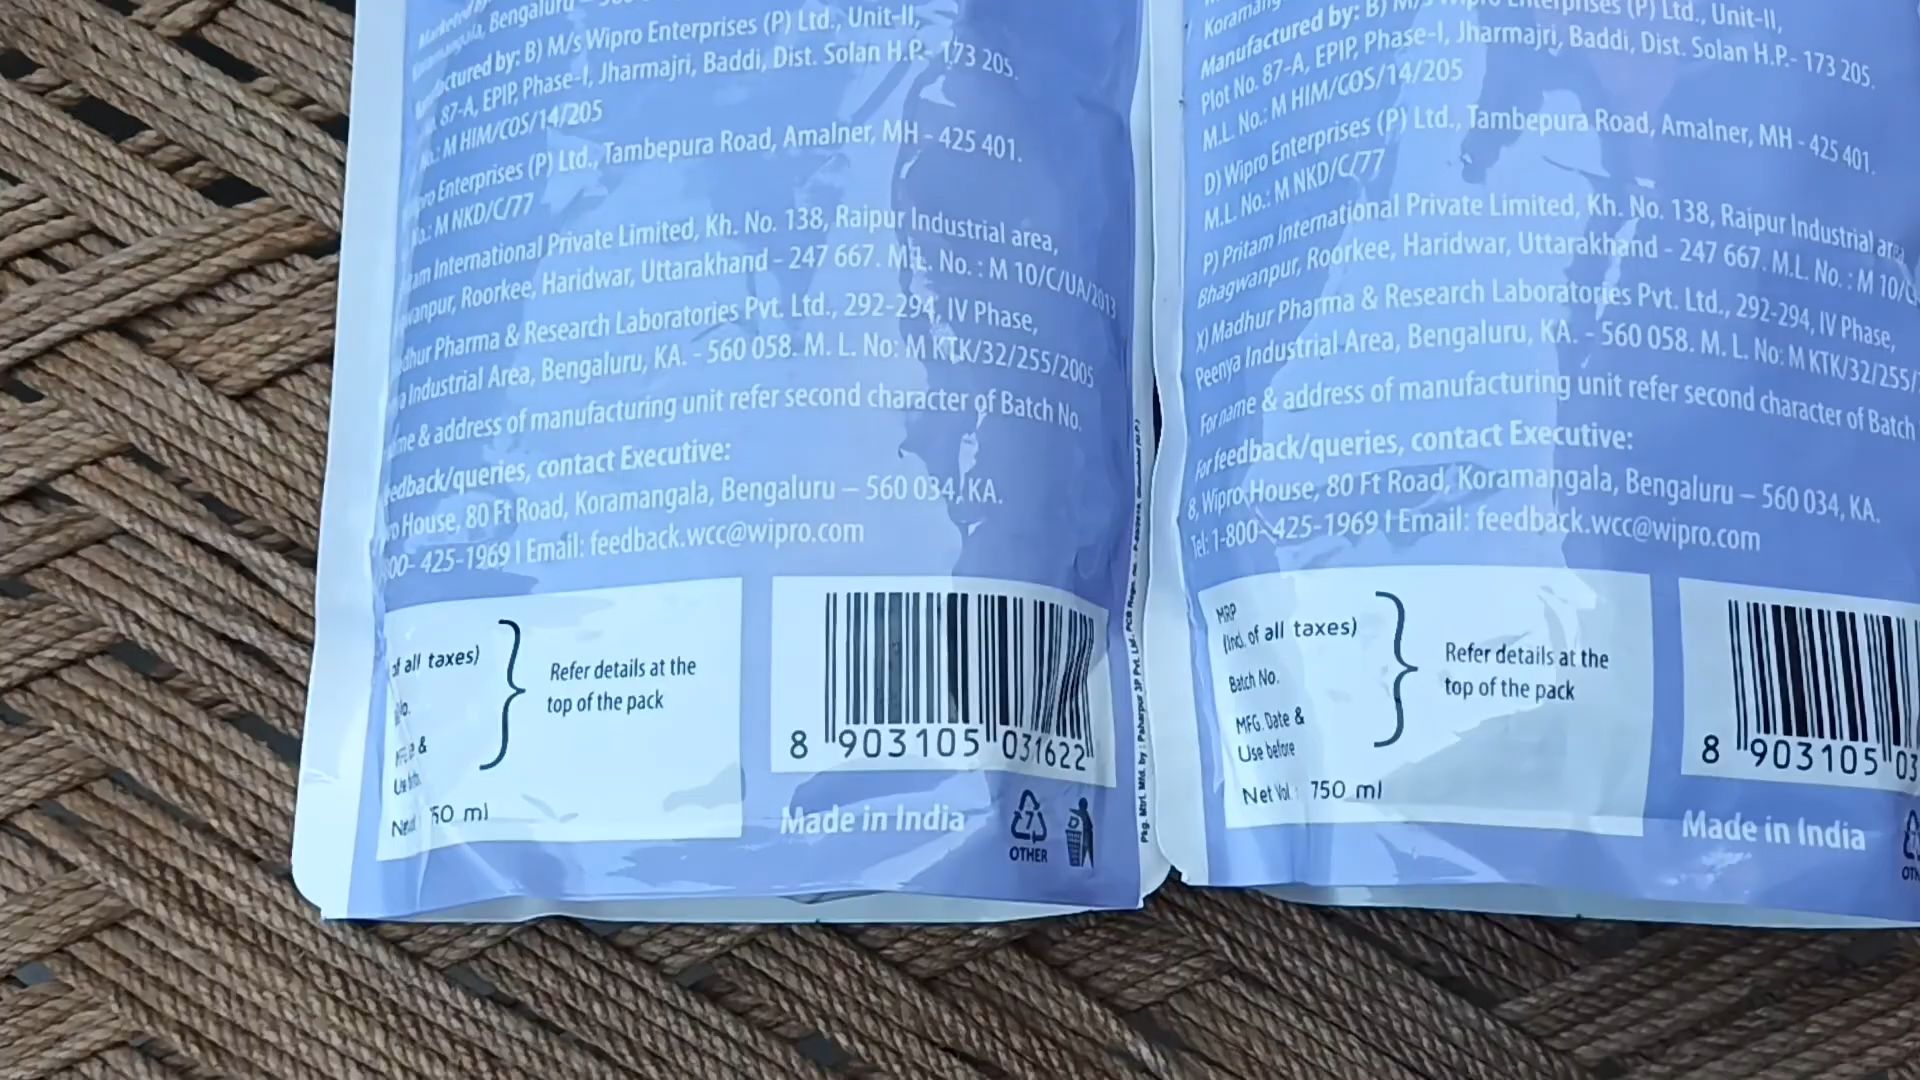 Bengaluru
Manufactured by: B) M/s Wipro Enterprises (P) Ltd., Unit-II,
87-A, EPIP, Phase-I, Jharmajri, Baddi, Dist. Solan H.P.- 173 205.
No.: M HIM/COS/14/205
Enterprises (P) Ltd., Tambepura Road, Amalner, MH - 425 401.
No.: M NKD/C/77
International Private Limited, Kh. No. 138, Raipur Industrial area,
Roorkee, Haridwar, Uttarakhand - 247 667. M.L. No. : M 10/C/UA/2013
Pharma & Research Laboratories Pvt. Ltd., 292-294, IV Phase,
Industrial Area, Bengaluru, KA. - 560 058. M. L. No: M KTK/32/255/2005
& address of manufacturing unit refer second character of Batch No.
feedback/queries, contact Executive:
House, 80 Ft Road, Koramangala, Bengaluru – 560 034, KA.
425-1969 | Email: feedback.wcc@wipro.com
of all taxes)
&
ml
Refer details at the
top of the pack
8 903105 031622
Made in India
7
OTHER
Manufactured by: B) M/s Wipro Enterprises (P) Ltd., Unit-II,
Plot No. 87-A, EPIP, Phase-I, Jharmajri, Baddi, Dist. Solan H.P.- 173 205.
M.L. No.: M HIM/COS/14/205
D) Wipro Enterprises (P) Ltd., Tambepura Road, Amalner, MH - 425 401.
M.L. No.: M NKD/C/77
P) Pritam International Private Limited, Kh. No. 138, Raipur Industrial area
Bhagwanpur, Roorkee, Haridwar, Uttarakhand - 247 667. M.L. No. : M 10/
X) Madhur Pharma & Research Laboratories Pvt. Ltd., 292-294, IV Phase,
Peenya Industrial Area, Bengaluru, KA. - 560 058. M. L. No: M KTK/32/255/
For name & address of manufacturing unit refer second character of Batch
For feedback/queries, contact Executive:
8, Wipro House, 80 Ft Road, Koramangala, Bengaluru – 560 034, KA.
Tel: 1-800-425-1969 | Email: feedback.wcc@wipro.com
MRP
(Incl. of all taxes)
Batch No.
MFG. Date &
Use before
Net Vol : 750 ml
Refer details at the
top of the pack
8 903105 03
Made in India